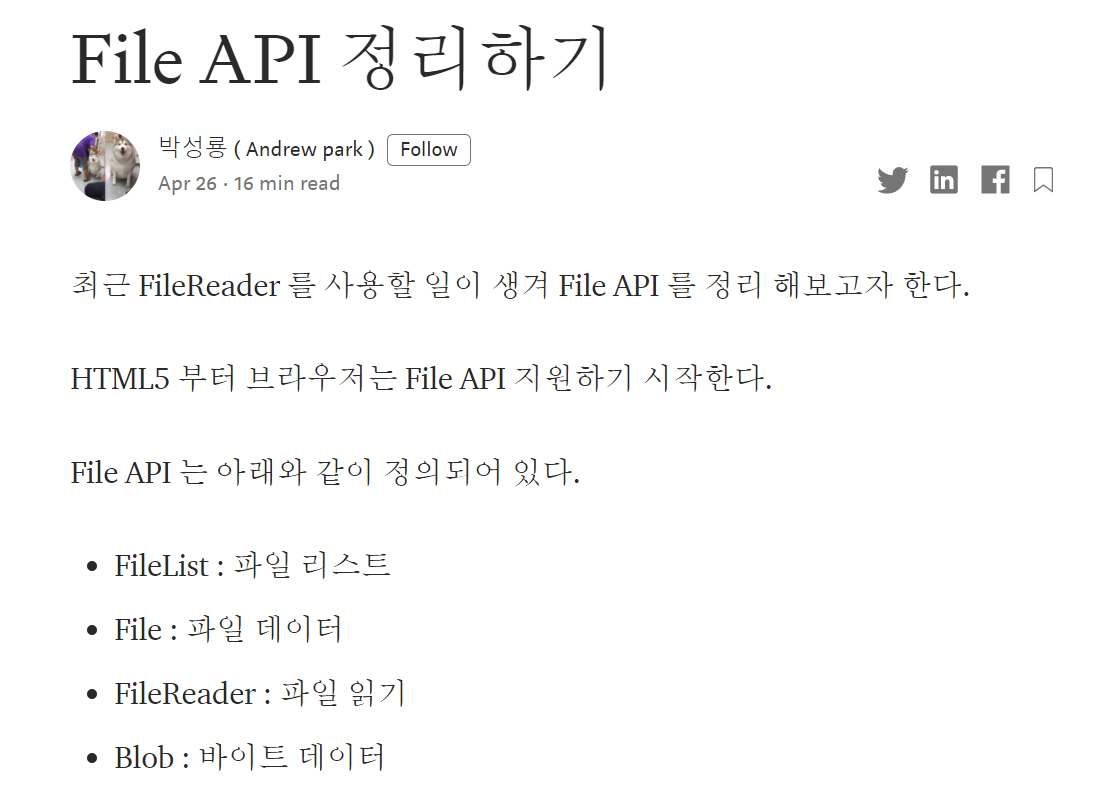 File API 정리하기
박성룡 ( Andrew park ) Follow
Apr 26 · 16 min read
최근 FileReader 를 사용할 일이 생겨 File API 를 정리 해보고자 한다.
HTML5 부터 브라우저는 File API 지원하기 시작한다.
File API 는 아래와 같이 정의되어 있다.
• FileList : 파일 리스트
• File : 파일 데이터
• FileReader : 파일 읽기
• Blob : 바이트 데이터